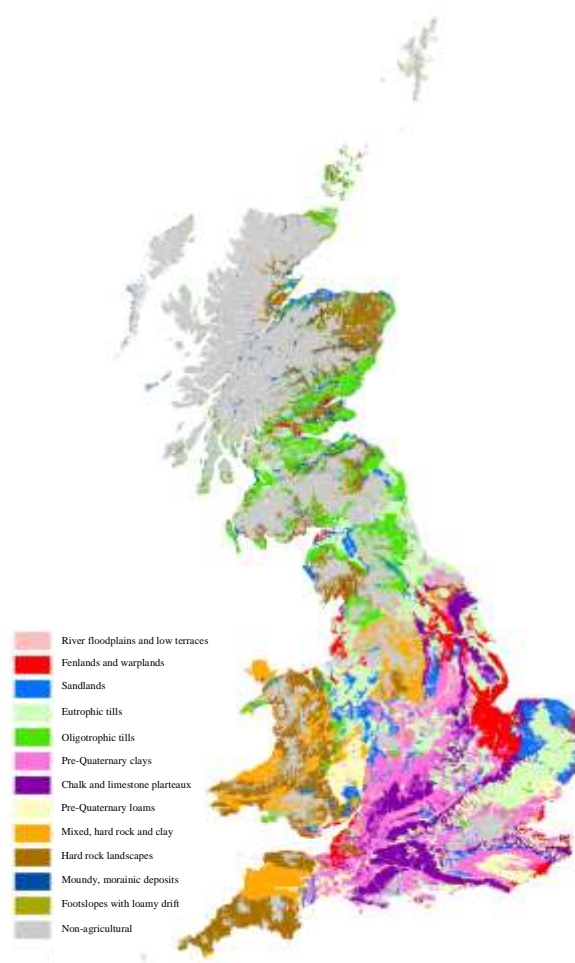 River floodplains and low terraces
Fenlands and warplands
Sandlands
Eutrophic tills
Oligotrophic tills
Pre-Quaternary clays
Chalk and limestone plarteaux
Pre-Quaternary loams
Mixed, hard rock and clay
Hard rock landscapes
Moundy, morainic deposits
Footslopes with loamy drift
Non-agricultural